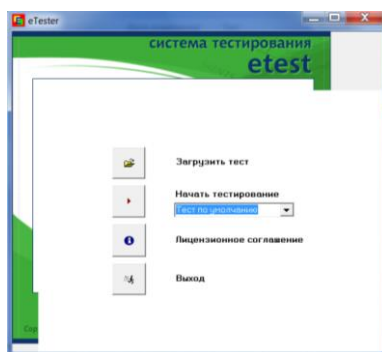 eTester
система тестирования
etest
Загрузить тест
Начать тестирование
Тест по умолчанию
Лицензионное соглашение
Выход